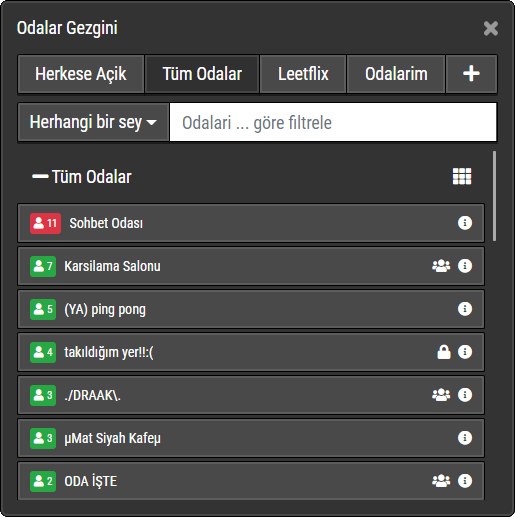 Odalar Gezgini
Herkese Açik Tüm Odalar Leetflix Odalarim
Herhangi bir sey Odalari ... göre filtrele
Tüm Odalar
11 Sohbet Odası
7 Karsilama Salonu
5 (YA) ping pong
4 takıldığım yer!!:(
3 ./DRAAK\.
3 µMat Siyah Kafeµ
2 ODA İŞTE